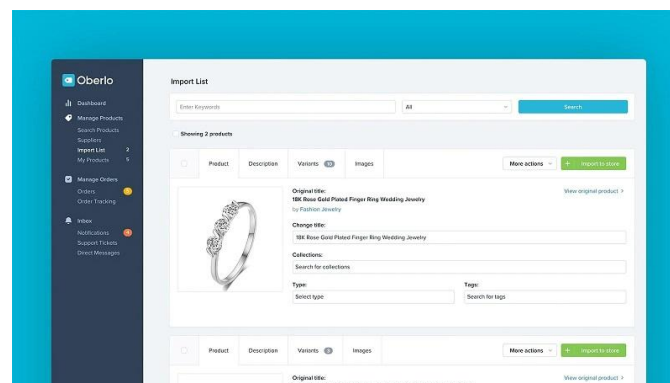 Oberlo
Dashboard
Manage Products
Search Products
Suppliers
Import List 2
My Products 5
Manage Orders
Orders
Order Tracking
Inbox
Notifications 4
Support Tickets
Direct Messages
Import List
Enter Keywords
All
Search
Showing 2 products
Product Description Variants 10 Images
More actions + Import to store
Original title:
18K Rose Gold Plated Finger Ring Wedding Jewelry
by Fashion Jewelry
View original product >
Change title:
18K Rose Gold Plated Finger Ring Wedding Jewelry
Collections:
Search for collections
Type:
Select type
Tags:
Search for tags
Product Description Variants Images
More actions + Import to store
Original title:
View original product >